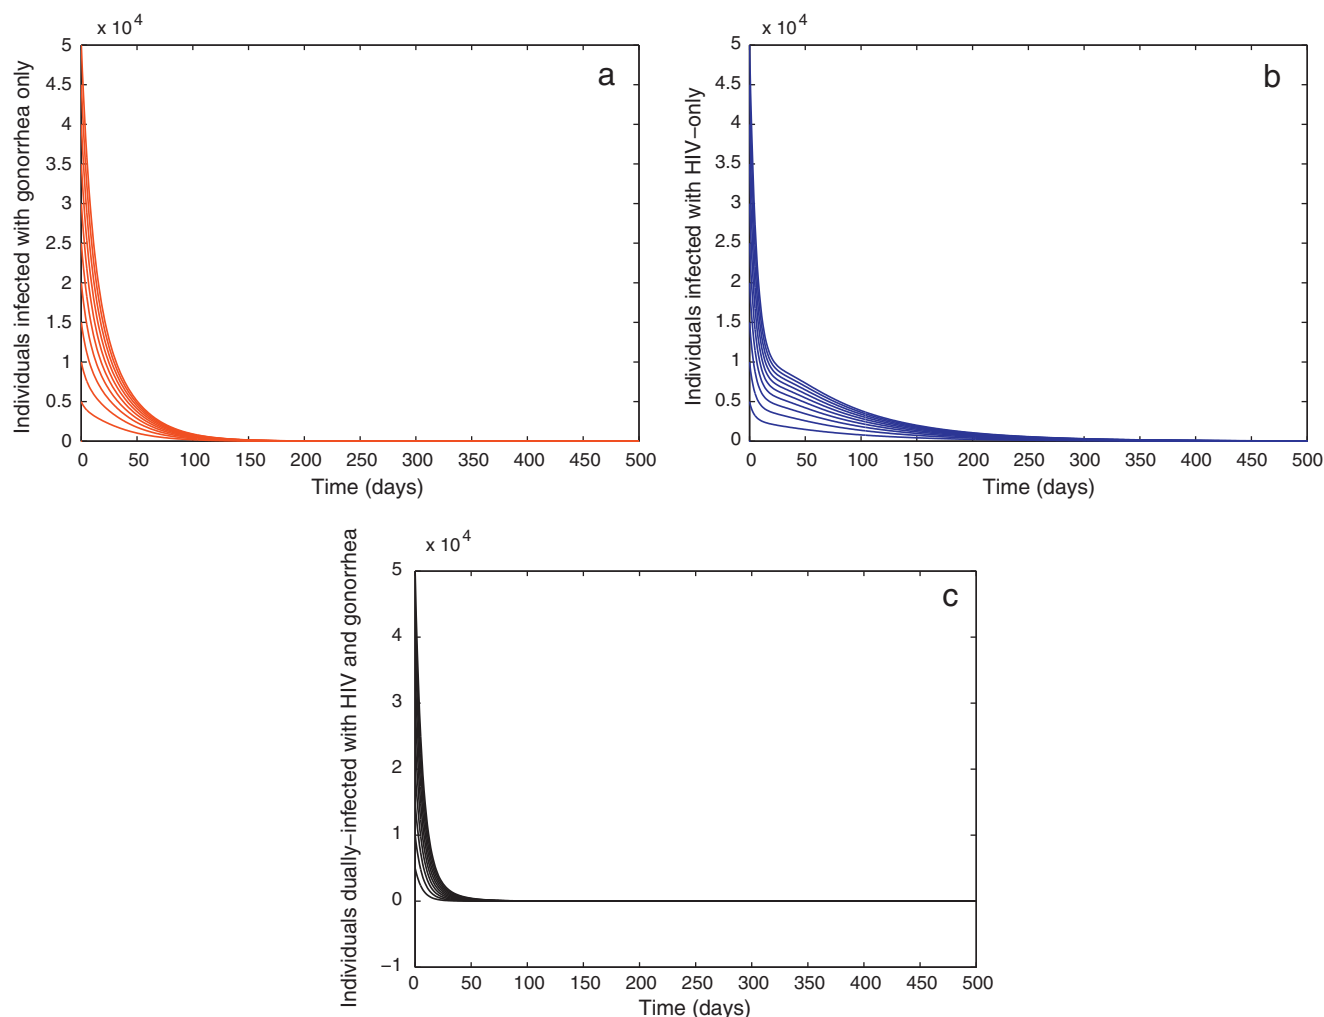 x 10^4
5
4.5
4
3.5
3
2.5
2
1.5
1
0.5
0
Individuals infected with gonorrhea only
a
0 50 100 150 200 250 300 350 400 450 500
Time (days)
x 10^4
5
4.5
4
3.5
3
2.5
2
1.5
1
0.5
0
Individuals infected with HIV–only
b
0 50 100 150 200 250 300 350 400 450 500
Time (days)
x 10^4
5
4
3
2
1
0
–1
Individuals dually–infected with HIV and gonorrhea
c
0 50 100 150 200 250 300 350 400 450 500
Time (days)